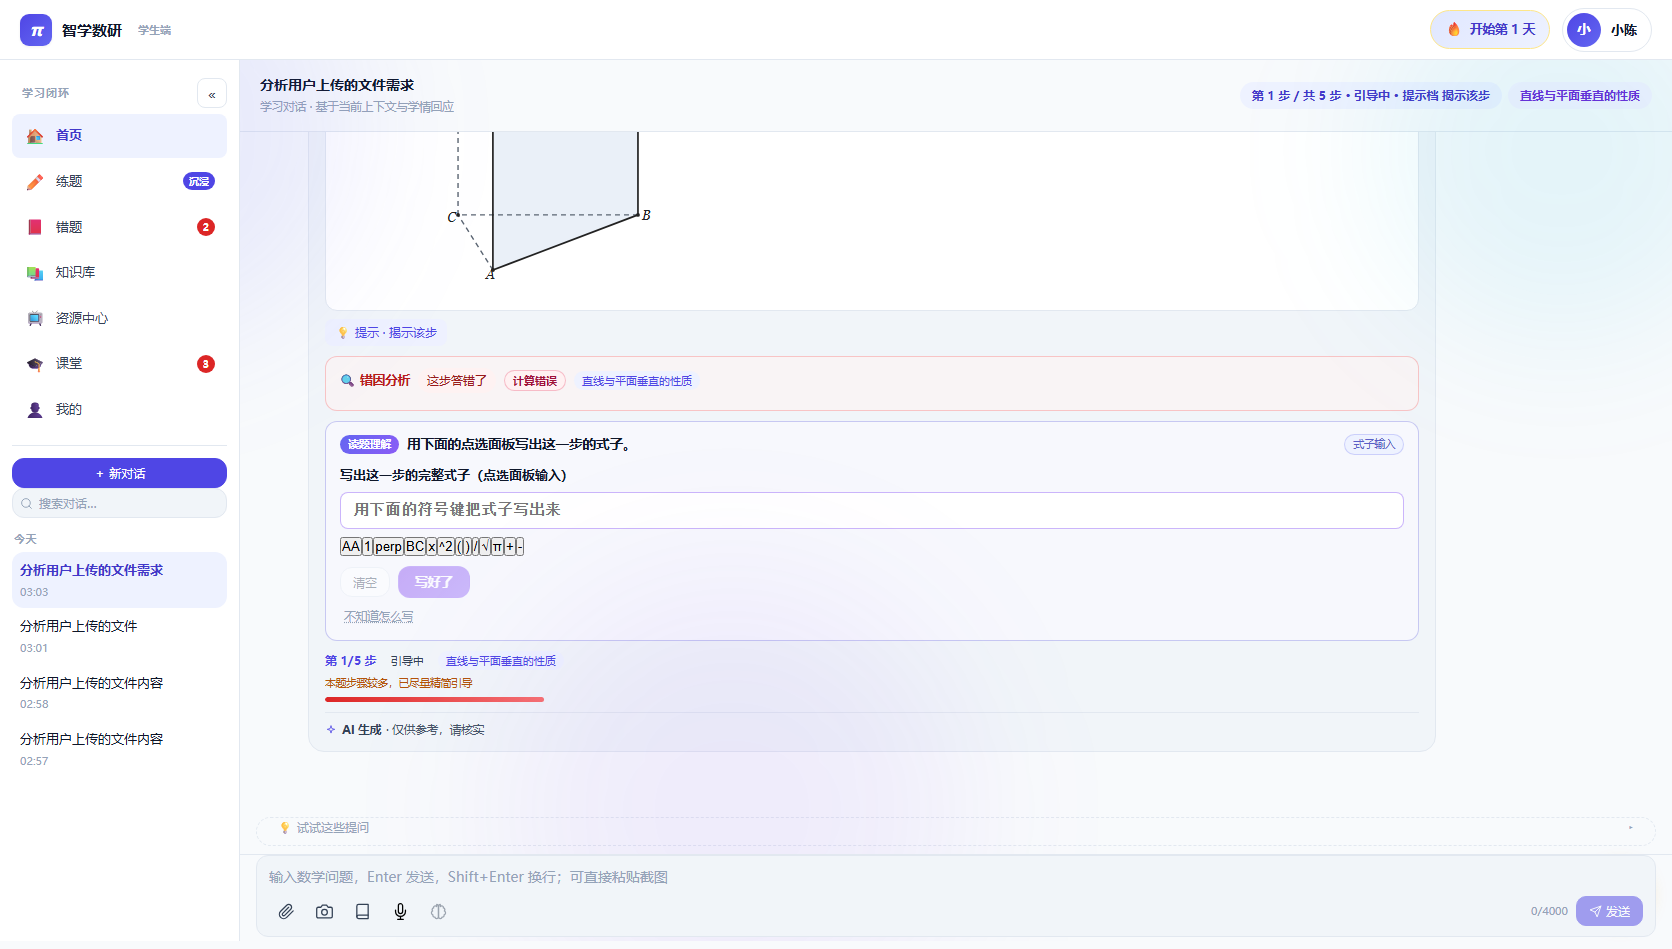 π 智学数研 学生端
🔥 开始第 1 天
小 小陈
学习闭环 «
首页
练题 沉浸
错题 2
知识库
资源中心
课堂 3
我的
+ 新对话
搜索对话...
今天
分析用户上传的文件需求
03:03
分析用户上传的文件
03:01
分析用户上传的文件内容
02:58
分析用户上传的文件内容
02:57
分析用户上传的文件需求
学习对话 · 基于当前上下文与学情回应
第 1 步 / 共 5 步 • 引导中 • 提示档 揭示该步 直线与平面垂直的性质
C
B
A
💡 提示 · 揭示该步
🔍 错因分析 这步答错了 计算错误 直线与平面垂直的性质
读题理解 用下面的点选面板写出这一步的式子。 式子输入
写出这一步的完整式子（点选面板输入）
用下面的符号键把式子写出来
AA 1 perp BC x ^2 ( ) / √ π + -
清空 写好了
不知道怎么写
第 1/5 步 引导中 直线与平面垂直的性质
本题步骤较多，已尽量精简引导
✧ AI 生成 · 仅供参考，请核实
💡 试试这些提问
输入数学问题，Enter 发送，Shift+Enter 换行；可直接粘贴截图
0/4000 发送